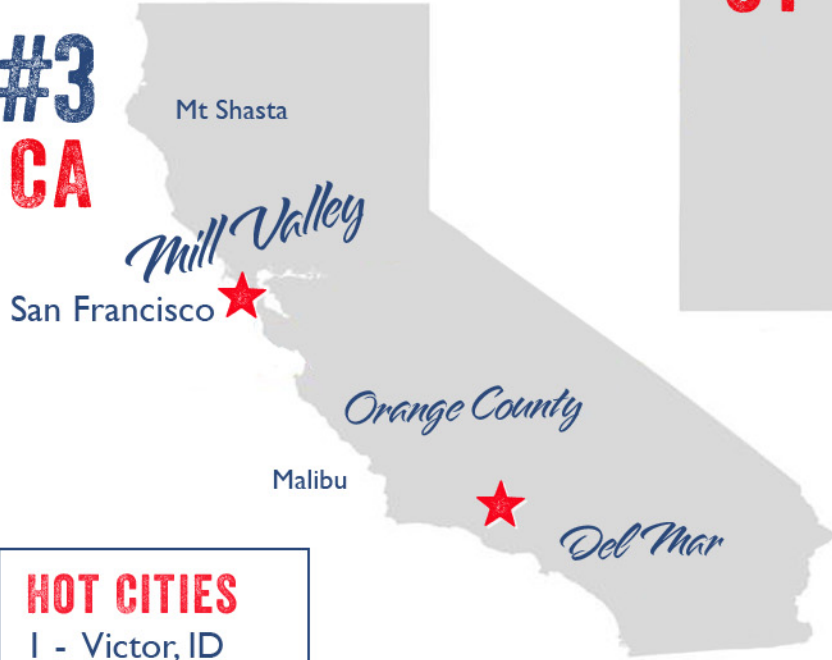 #3
CA
Mt Shasta
Mill Valley
San Francisco
Orange County
Malibu
Del Mar
HOT CITIES
1 - Victor, ID